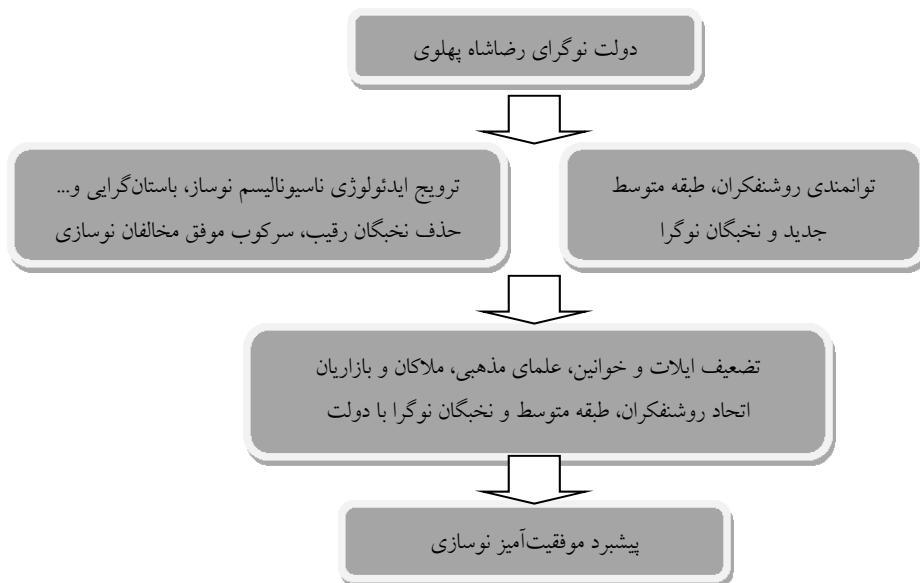 دولت نوگرای رضاشاه پهلوی
توانمندی روشنفکران، طبقه متوسط
جدید و نخبگان نوگرا
ترویج ایدئولوژی ناسیونالیسم نوساز، باستان‌گرایی و...
حذف نخبگان رقیب، سرکوب موفق مخالفان نوسازی
تضعیف ایلات و خوانین، علمای مذهبی، ملاکان و بازاریان
اتحاد روشنفکران، طبقه متوسط و نخبگان نوگرا با دولت
پیشبرد موفقیت‌آمیز نوسازی